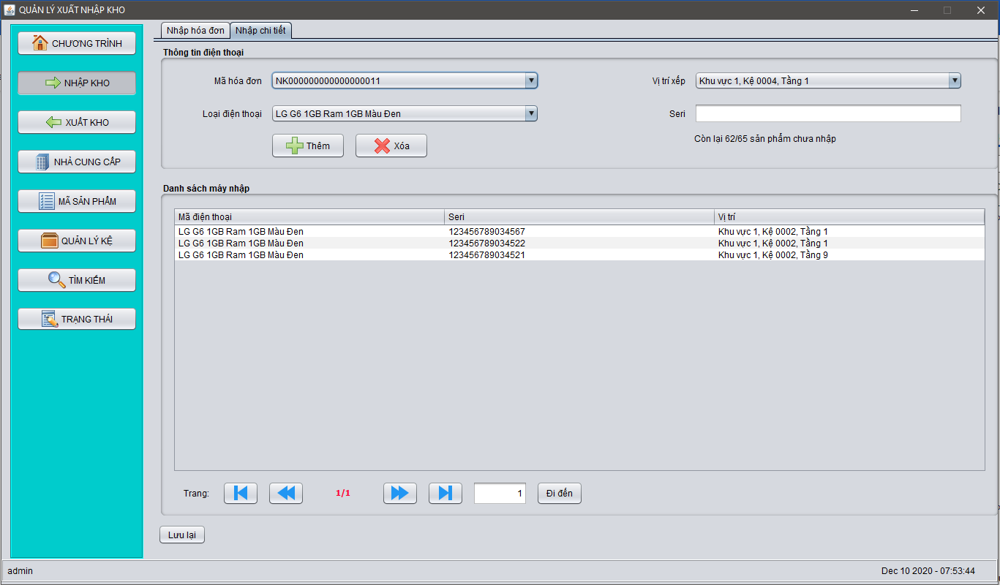 QUẢN LÝ XUẤT NHẬP KHO
CHƯƠNG TRÌNH
NHẬP KHO
XUẤT KHO
NHÀ CUNG CẤP
MÃ SẢN PHẨM
QUẢN LÝ KỆ
TÌM KIẾM
TRẠNG THÁI
Nhập hóa đơn Nhập chi tiết
Thông tin điện thoại
Mã hóa đơn NK000000000000000011 Vị trí xếp Khu vực 1, Kệ 0004, Tầng 1
Loại điện thoại LG G6 1GB Ram 1GB Màu Đen Seri
Thêm Xóa Còn lại 62/65 sản phẩm chưa nhập
Danh sách máy nhập
Mã điện thoại Seri Vị trí
LG G6 1GB Ram 1GB Màu Đen 123456789034567 Khu vực 1, Kệ 0002, Tầng 1
LG G6 1GB Ram 1GB Màu Đen 123456789034522 Khu vực 1, Kệ 0002, Tầng 1
LG G6 1GB Ram 1GB Màu Đen 123456789034521 Khu vực 1, Kệ 0002, Tầng 9
Trang: 1/1 1 Đi đến
Lưu lại
admin Dec 10 2020 - 07:53:44